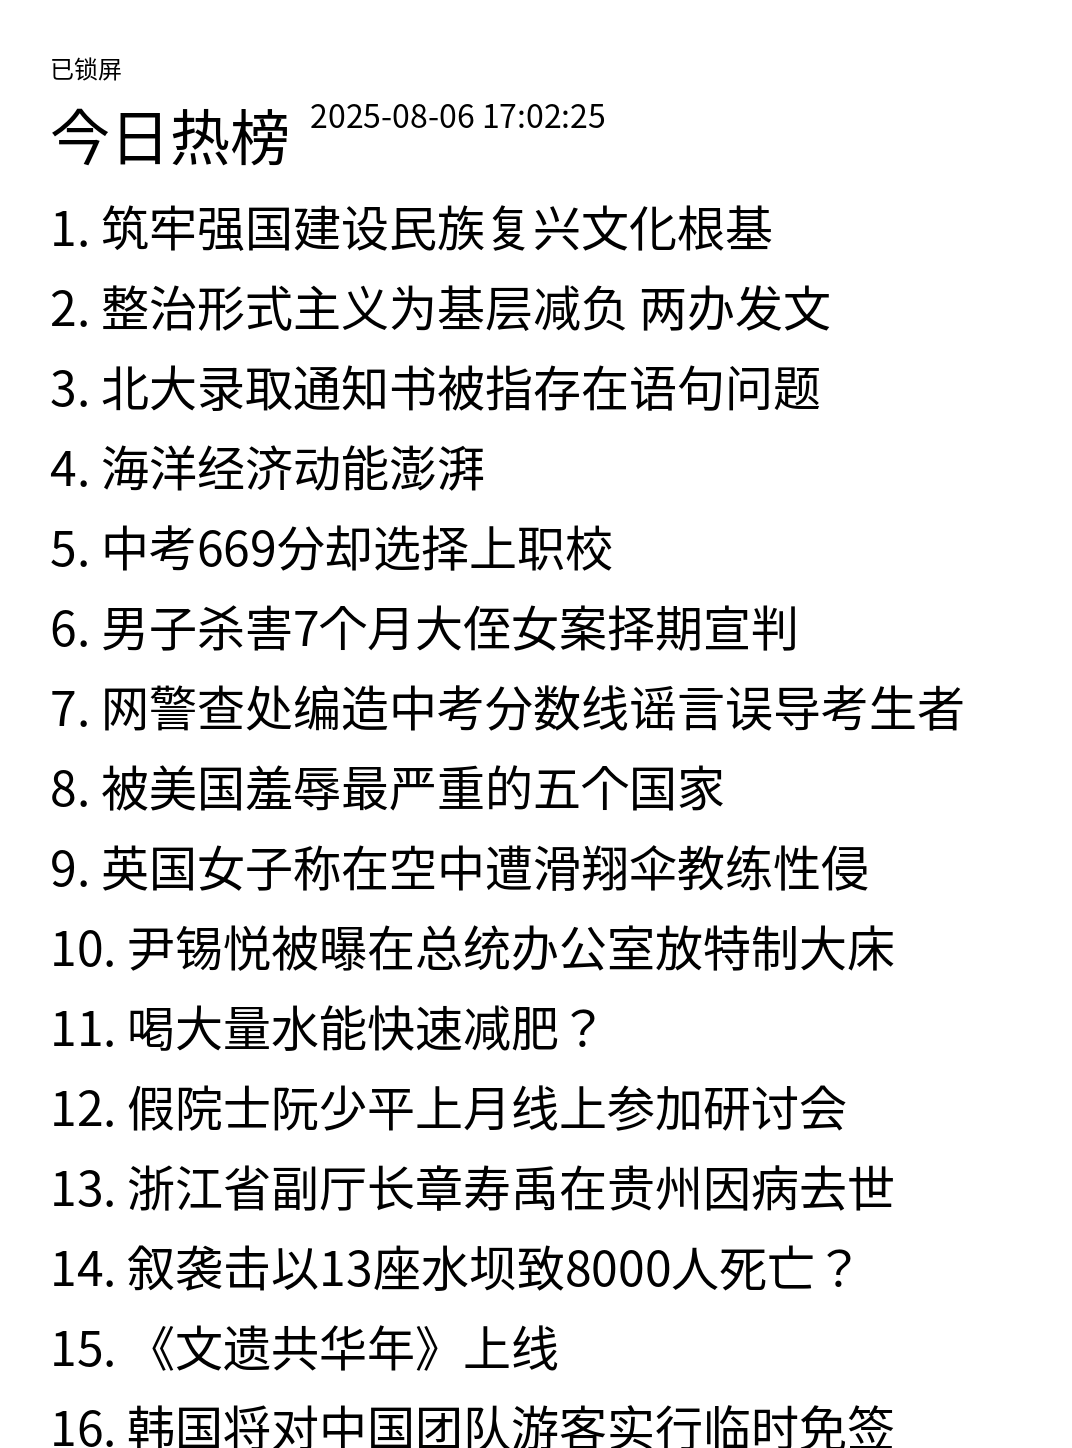 已锁屏
今日热榜 2025-08-06 17:02:25
1. 筑牢强国建设民族复兴文化根基
2. 整治形式主义为基层减负 两办发文
3. 北大录取通知书被指存在语句问题
4. 海洋经济动能澎湃
5. 中考669分却选择上职校
6. 男子杀害7个月大侄女案择期宣判
7. 网警查处编造中考分数线谣言误导考生者
8. 被美国羞辱最严重的五个国家
9. 英国女子称在空中遭滑翔伞教练性侵
10. 尹锡悦被曝在总统办公室放特制大床
11. 喝大量水能快速减肥？
12. 假院士阮少平上月线上参加研讨会
13. 浙江省副厅长章寿禹在贵州因病去世
14. 叙袭击以13座水坝致8000人死亡？
15. 《文遗共华年》上线
16. 韩国将对中国团队游客实行临时免签